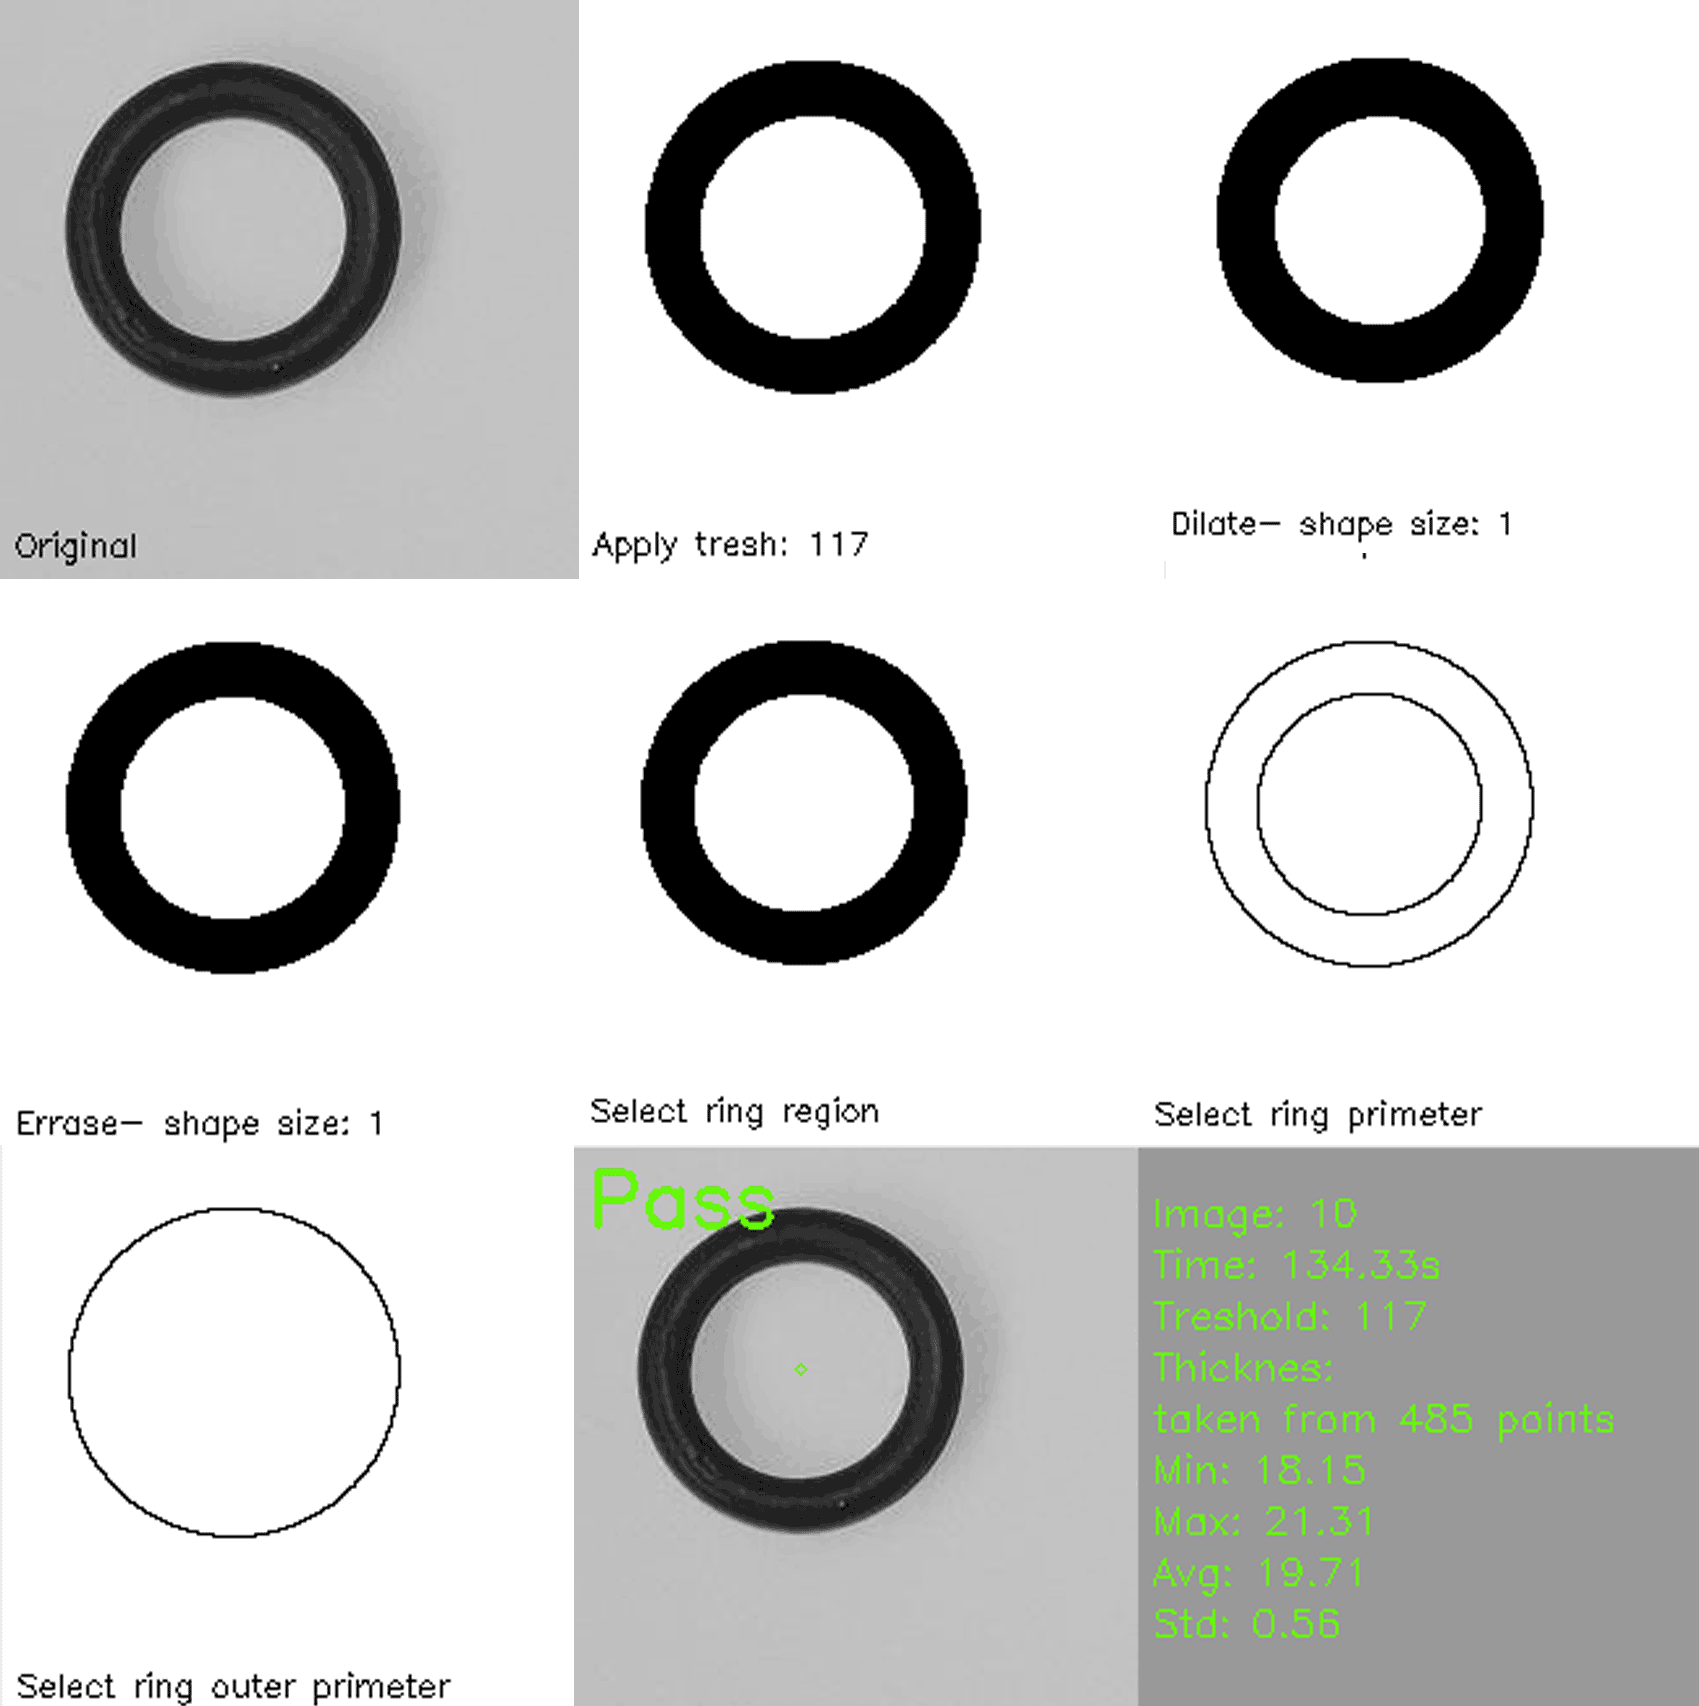 Original
Apply tresh: 117
Dilate- shape size: 1
Errase- shape size: 1
Select ring region
Select ring primeter
Select ring outer primeter
Pass
Image: 10
Time: 134.33s
Treshold: 117
Thicknes:
taken from 485 points
Min: 18.15
Max: 21.31
Avg: 19.71
Std: 0.56